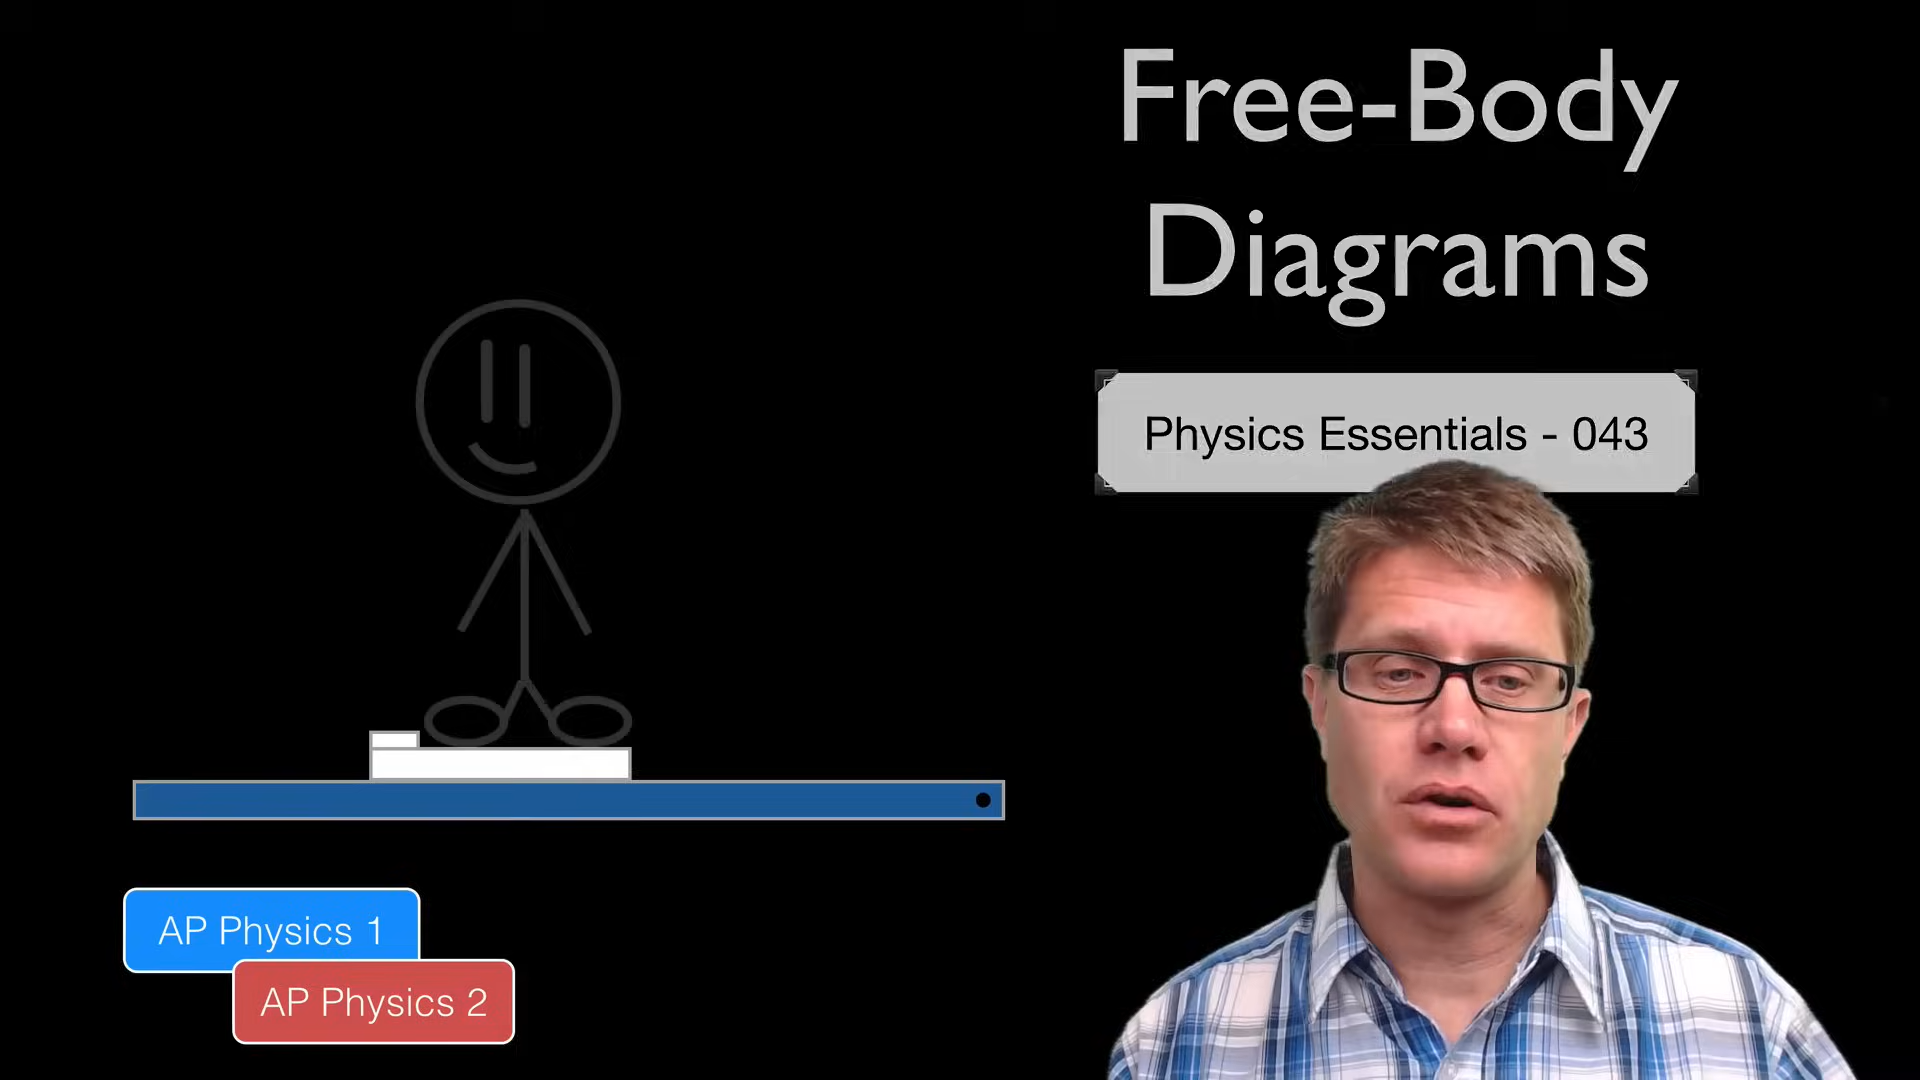 Free-Body
Diagrams
Physics Essentials - 043
AP Physics 1
AP Physics 2